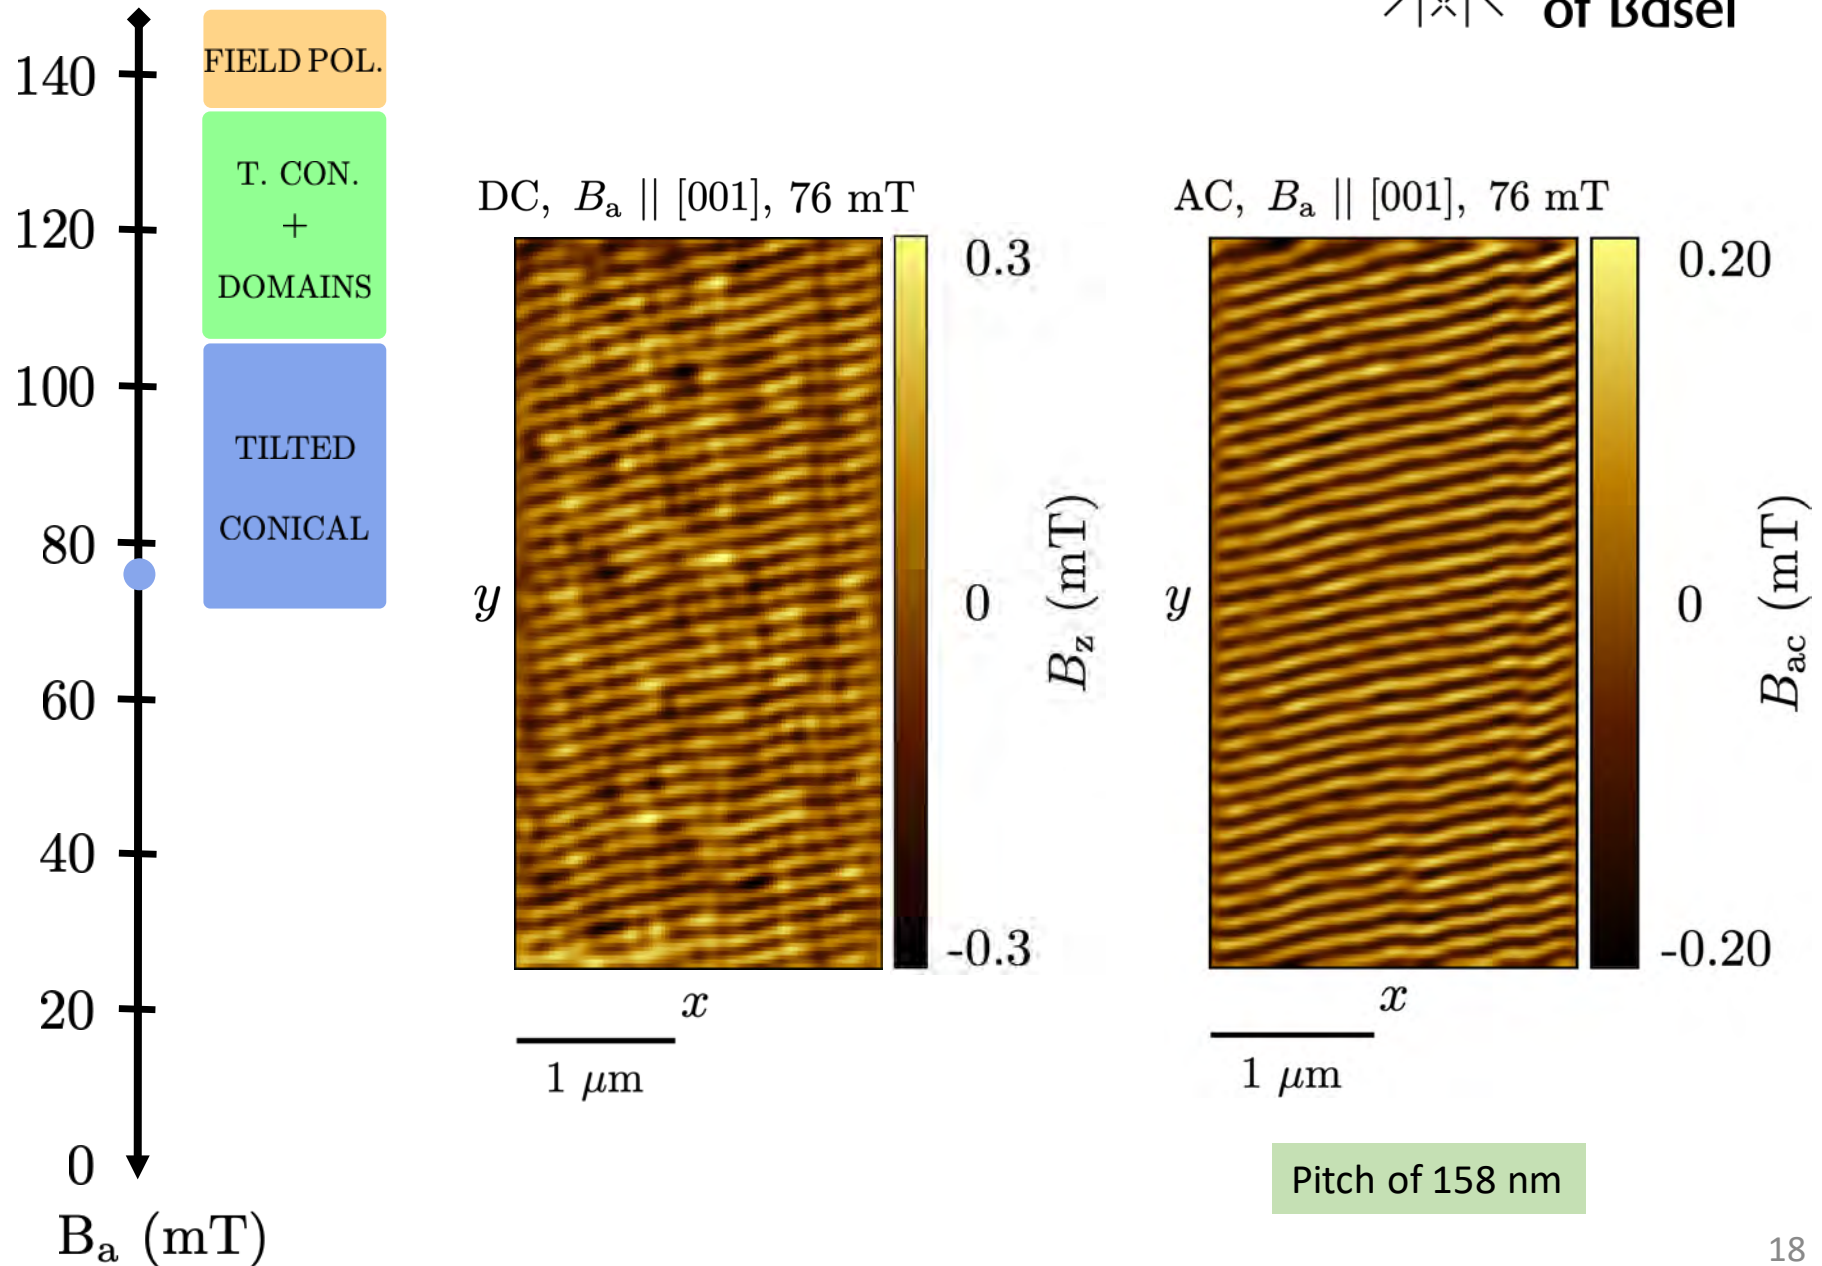 of Basel
140
120
100
80
60
40
20
0
Bₐ (mT)
FIELD POL.
T. CON.
+
DOMAINS
TILTED
CONICAL
DC, Bₐ || [001], 76 mT
y
x
1 μm
0.3
0
-0.3
B_z (mT)
AC, Bₐ || [001], 76 mT
y
x
1 μm
0.20
0
-0.20
B_ac (mT)
Pitch of 158 nm
18